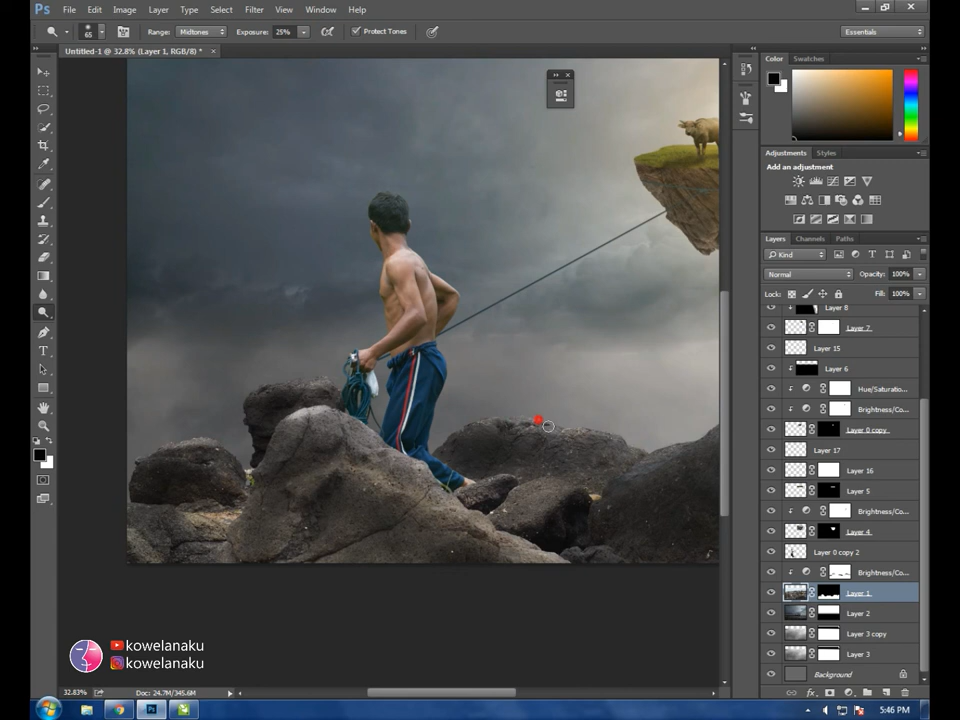 Ps File Edit Image Layer Type Select Filter View Window Help
65 Range: Midtones Exposure: 25% Protect Tones Essentials
Untitled-1 @ 32.8% (Layer 1, RGB/8) * ×
Color Swatches
Adjustments Styles
Add an adjustment
Layers Channels Paths
Kind
Normal Opacity: 100%
Lock: Fill: 100%
Layer 8
Layer 7
Layer 15
Layer 6
Hue/Saturatio...
Brightness/Co...
Layer 0 copy
Layer 17
Layer 16
Layer 5
Brightness/Co...
Layer 4
Layer 0 copy 2
Brightness/Co...
Layer 1
Layer 2
Layer 3 copy
Layer 3
Background
kowelanaku
kowelanaku
32.83% Doc: 24.7M/345.6M
Ps 5:46 PM